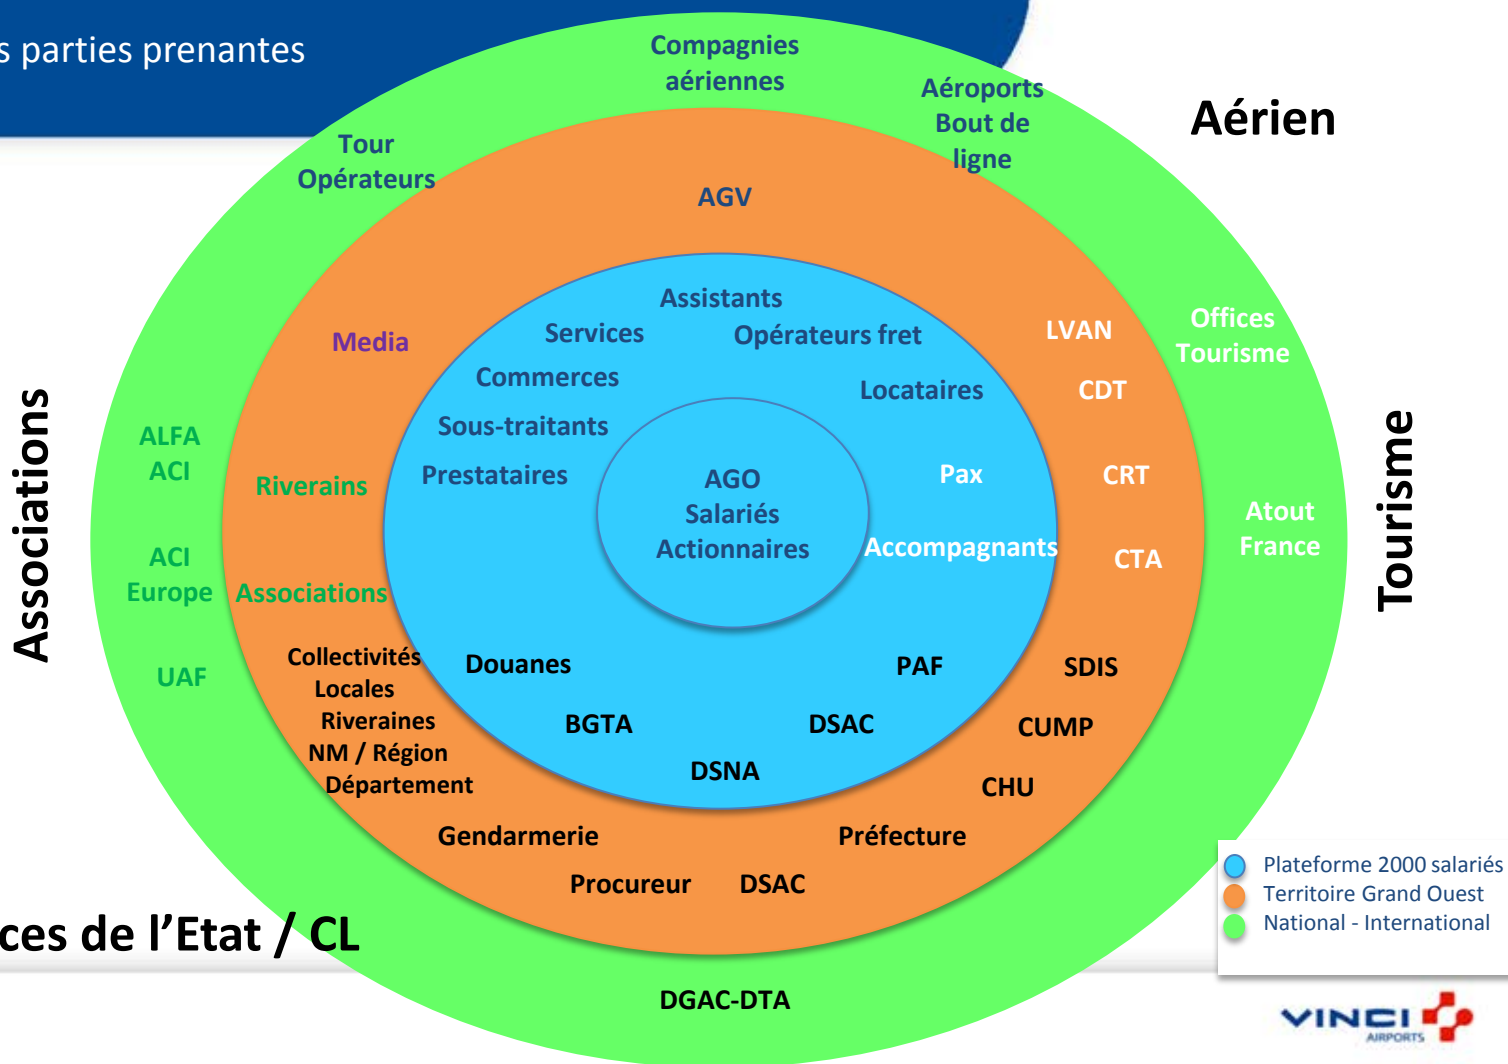 s parties prenantes
Compagnies
aériennes
Aéroports
Bout de
ligne
Aérien
Tour
Opérateurs
AGV
Assistants
Services
Opérateurs fret
Media
LVAN
Offices
Tourisme
Commerces
Locataires
CDT
Sous-traitants
ALFA
ACI
Riverains
Prestataires
AGO
Salariés
Actionnaires
Pax
CRT
Atout
France
Associations
Tourisme
Accompagnants
CTA
ACI
Europe
Associations
UAF
Collectivités
Locales
Riveraines
NM / Région
Département
Douanes
PAF
SDIS
BGTA
DSAC
CUMP
DSNA
CHU
Gendarmerie
Préfecture
Procureur
DSAC
ces de l'Etat / CL
DGAC-DTA
Plateforme 2000 salariés
Territoire Grand Ouest
National - International
VINCI
AIRPORTS